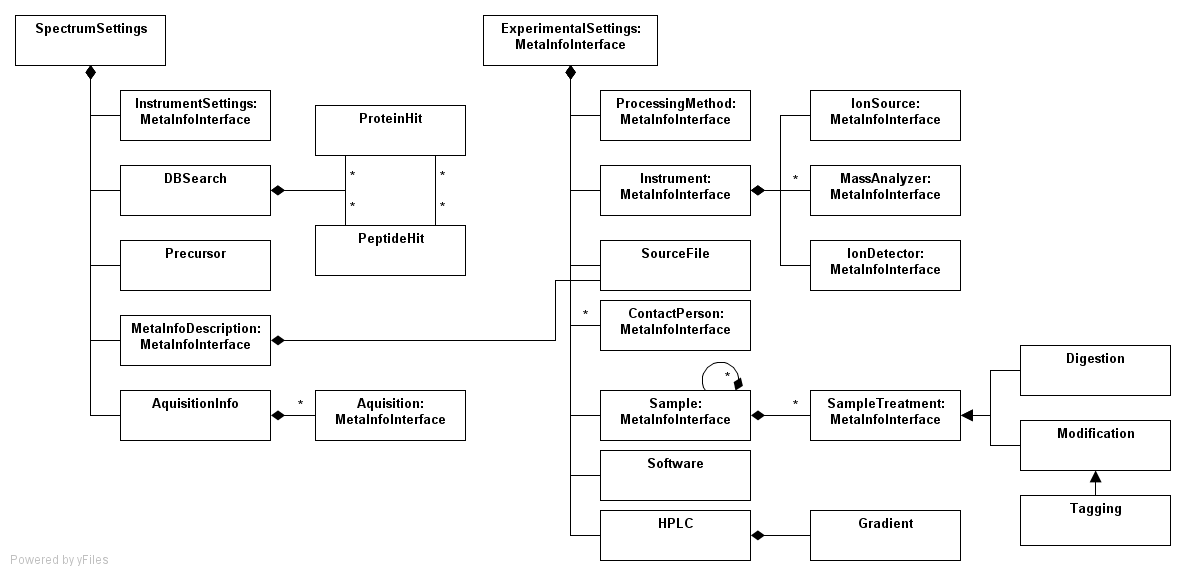 SpectrumSettings
ExperimentalSettings:
MetaInfoInterface
InstrumentSettings:
MetaInfoInterface
ProteinHit
ProcessingMethod:
MetaInfoInterface
IonSource:
MetaInfoInterface
DBSearch
*
*
*
*
PeptideHit
Instrument:
MetaInfoInterface
*
MassAnalyzer:
MetaInfoInterface
Precursor
SourceFile
IonDetector:
MetaInfoInterface
MetaInfoDescription:
MetaInfoInterface
*
ContactPerson:
MetaInfoInterface
Digestion
AquisitionInfo
*
Aquisition:
MetaInfoInterface
*
Sample:
MetaInfoInterface
*
SampleTreatment:
MetaInfoInterface
Modification
Software
Tagging
HPLC
Gradient
Powered by yFiles